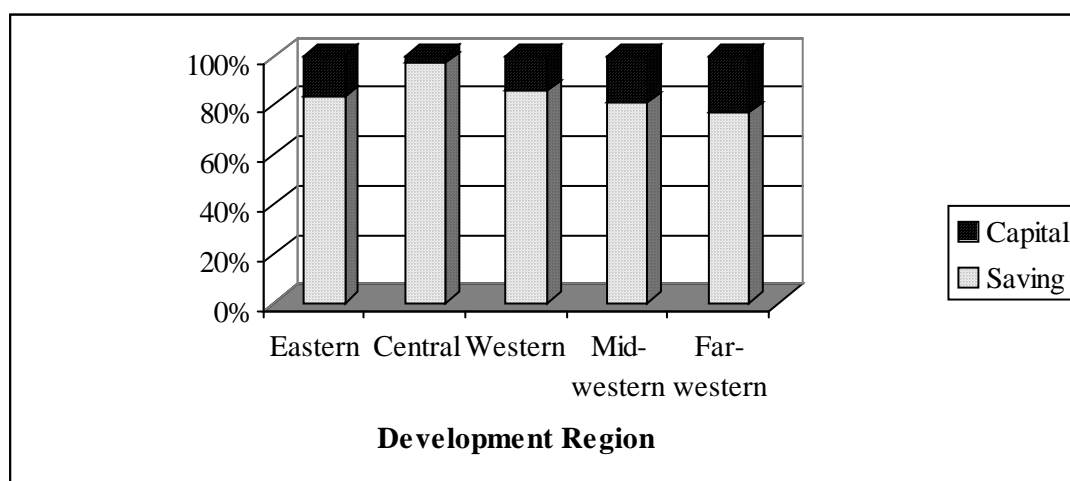 100%
80%
60%
40%
20%
0%
Eastern Central Western Mid- Far-
western western
Development Region
Capital
Saving